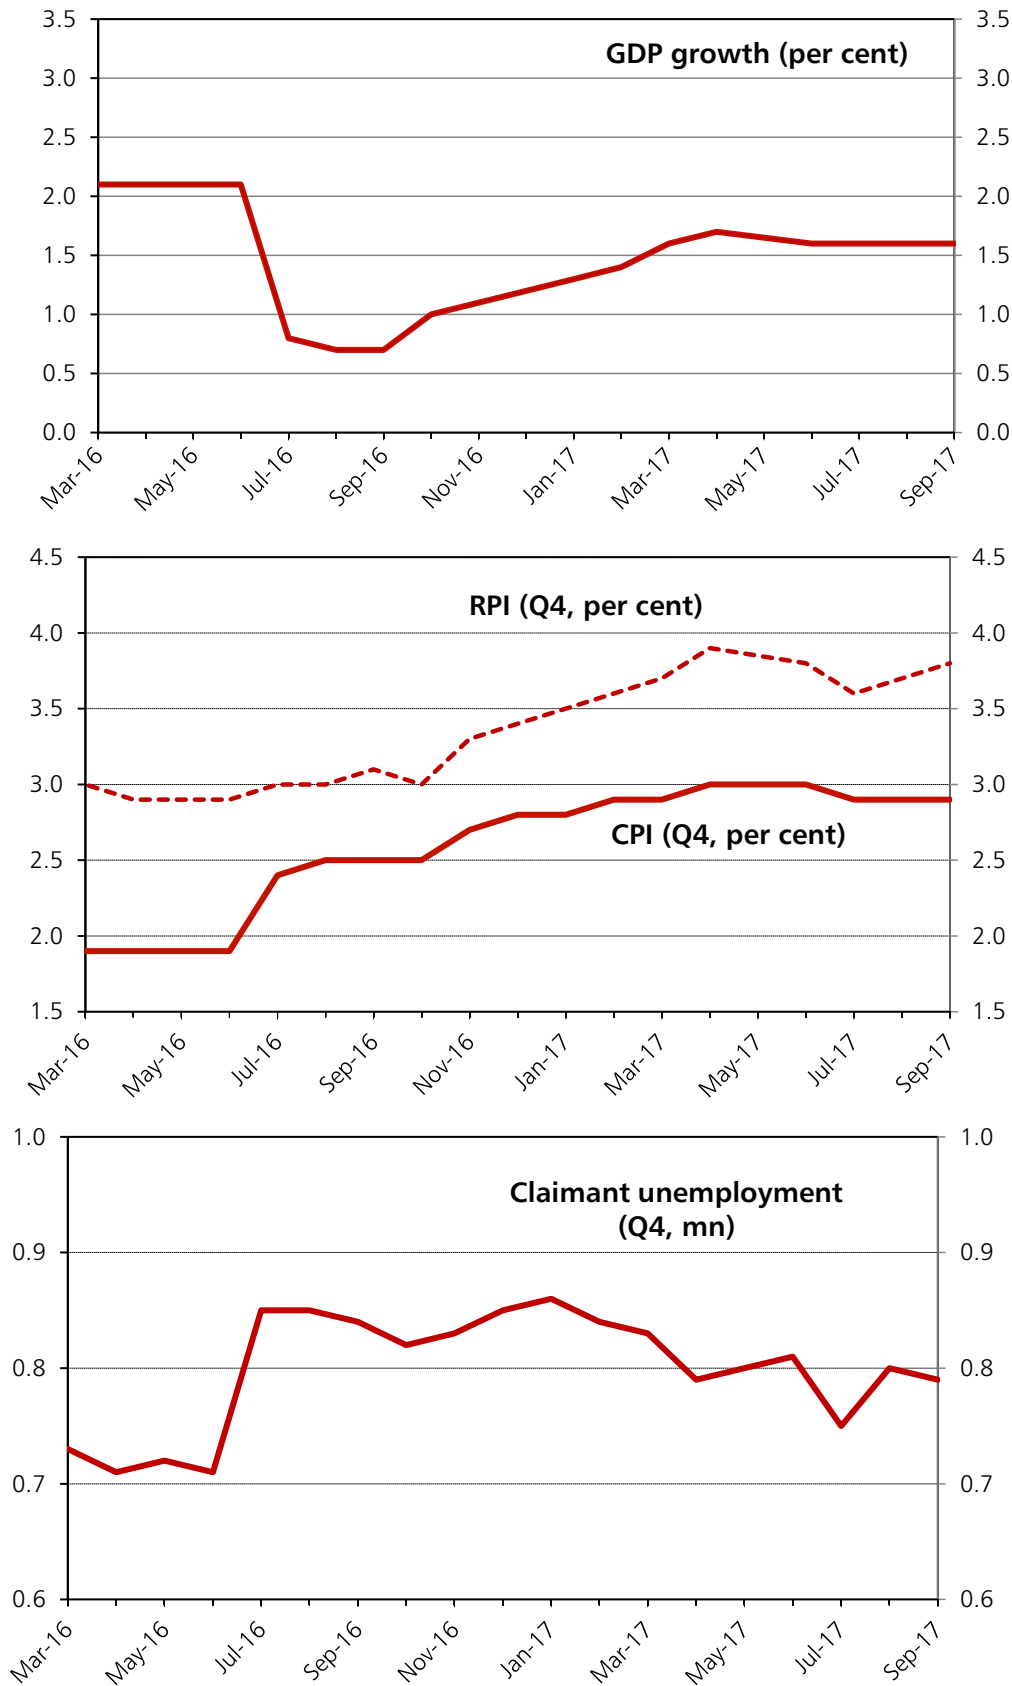 GDP growth (per cent)
3.5 3.5
3.0 3.0
2.5 2.5
2.0 2.0
1.5 1.5
1.0 1.0
0.5 0.5
0.0 0.0
Mar-16 May-16 Jul-16 Sep-16 Nov-16 Jan-17 Mar-17 May-17 Jul-17 Sep-17
4.5 4.5
RPI (Q4, per cent)
4.0 4.0
3.5 3.5
3.0 3.0
CPI (Q4, per cent)
2.5 2.5
2.0 2.0
1.5 1.5
Mar-16 May-16 Jul-16 Sep-16 Nov-16 Jan-17 Mar-17 May-17 Jul-17 Sep-17
1.0 1.0
Claimant unemployment
(Q4, mn)
0.9 0.9
0.8 0.8
0.7 0.7
0.6 0.6
Mar-16 May-16 Jul-16 Sep-16 Nov-16 Jan-17 Mar-17 May-17 Jul-17 Sep-17